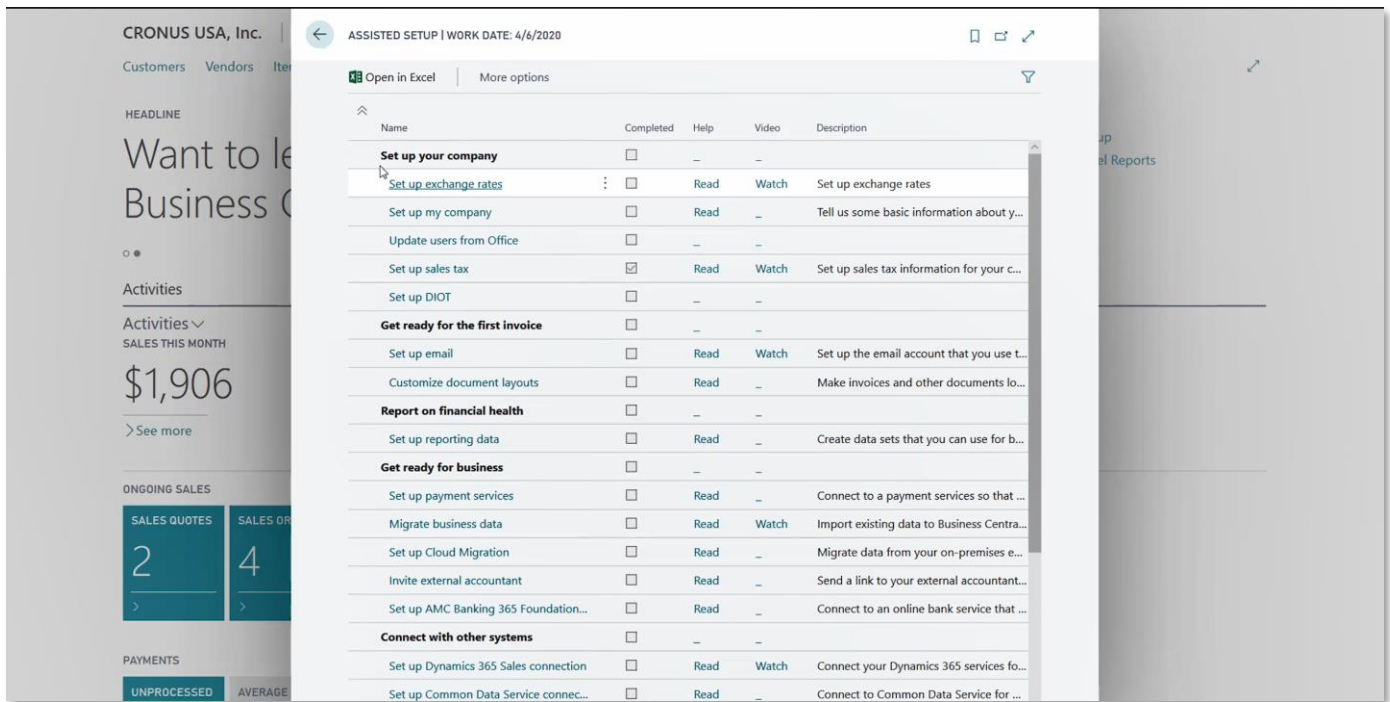 CRONUS USA, Inc.
Customers Vendors
HEADLINE
Want to
Business
Activities
Activities
SALES THIS MONTH
$1,906
See more
ONGOING SALES
SALES QUOTES
2
SALES
4
PAYMENTS
UNPROCESSED
AVERAGE
ASSISTED SETUP | WORK DATE: 4/6/2020
Open in Excel More options
Name Completed Help Video Description
Set up your company _ _
Set up exchange rates Read Watch Set up exchange rates
Set up my company Read _ Tell us some basic information about y...
Update users from Office _ _
Set up sales tax Read Watch Set up sales tax information for your c...
Set up DIOT _ _
Get ready for the first invoice _ _
Set up email Read Watch Set up the email account that you use t...
Customize document layouts Read _ Make invoices and other documents lo...
Report on financial health _ _
Set up reporting data Read _ Create data sets that you can use for b...
Get ready for business _ _
Set up payment services Read _ Connect to a payment services so that ...
Migrate business data Read Watch Import existing data to Business Centra...
Set up Cloud Migration Read _ Migrate data from your on-premises e...
Invite external accountant Read _ Send a link to your external accountant...
Set up AMC Banking 365 Foundation... Read _ Connect to an online bank service that ...
Connect with other systems _ _
Set up Dynamics 365 Sales connection Read Watch Connect your Dynamics 365 services fo...
Set up Common Data Service connec... Read _ Connect to Common Data Service for ...
Reports